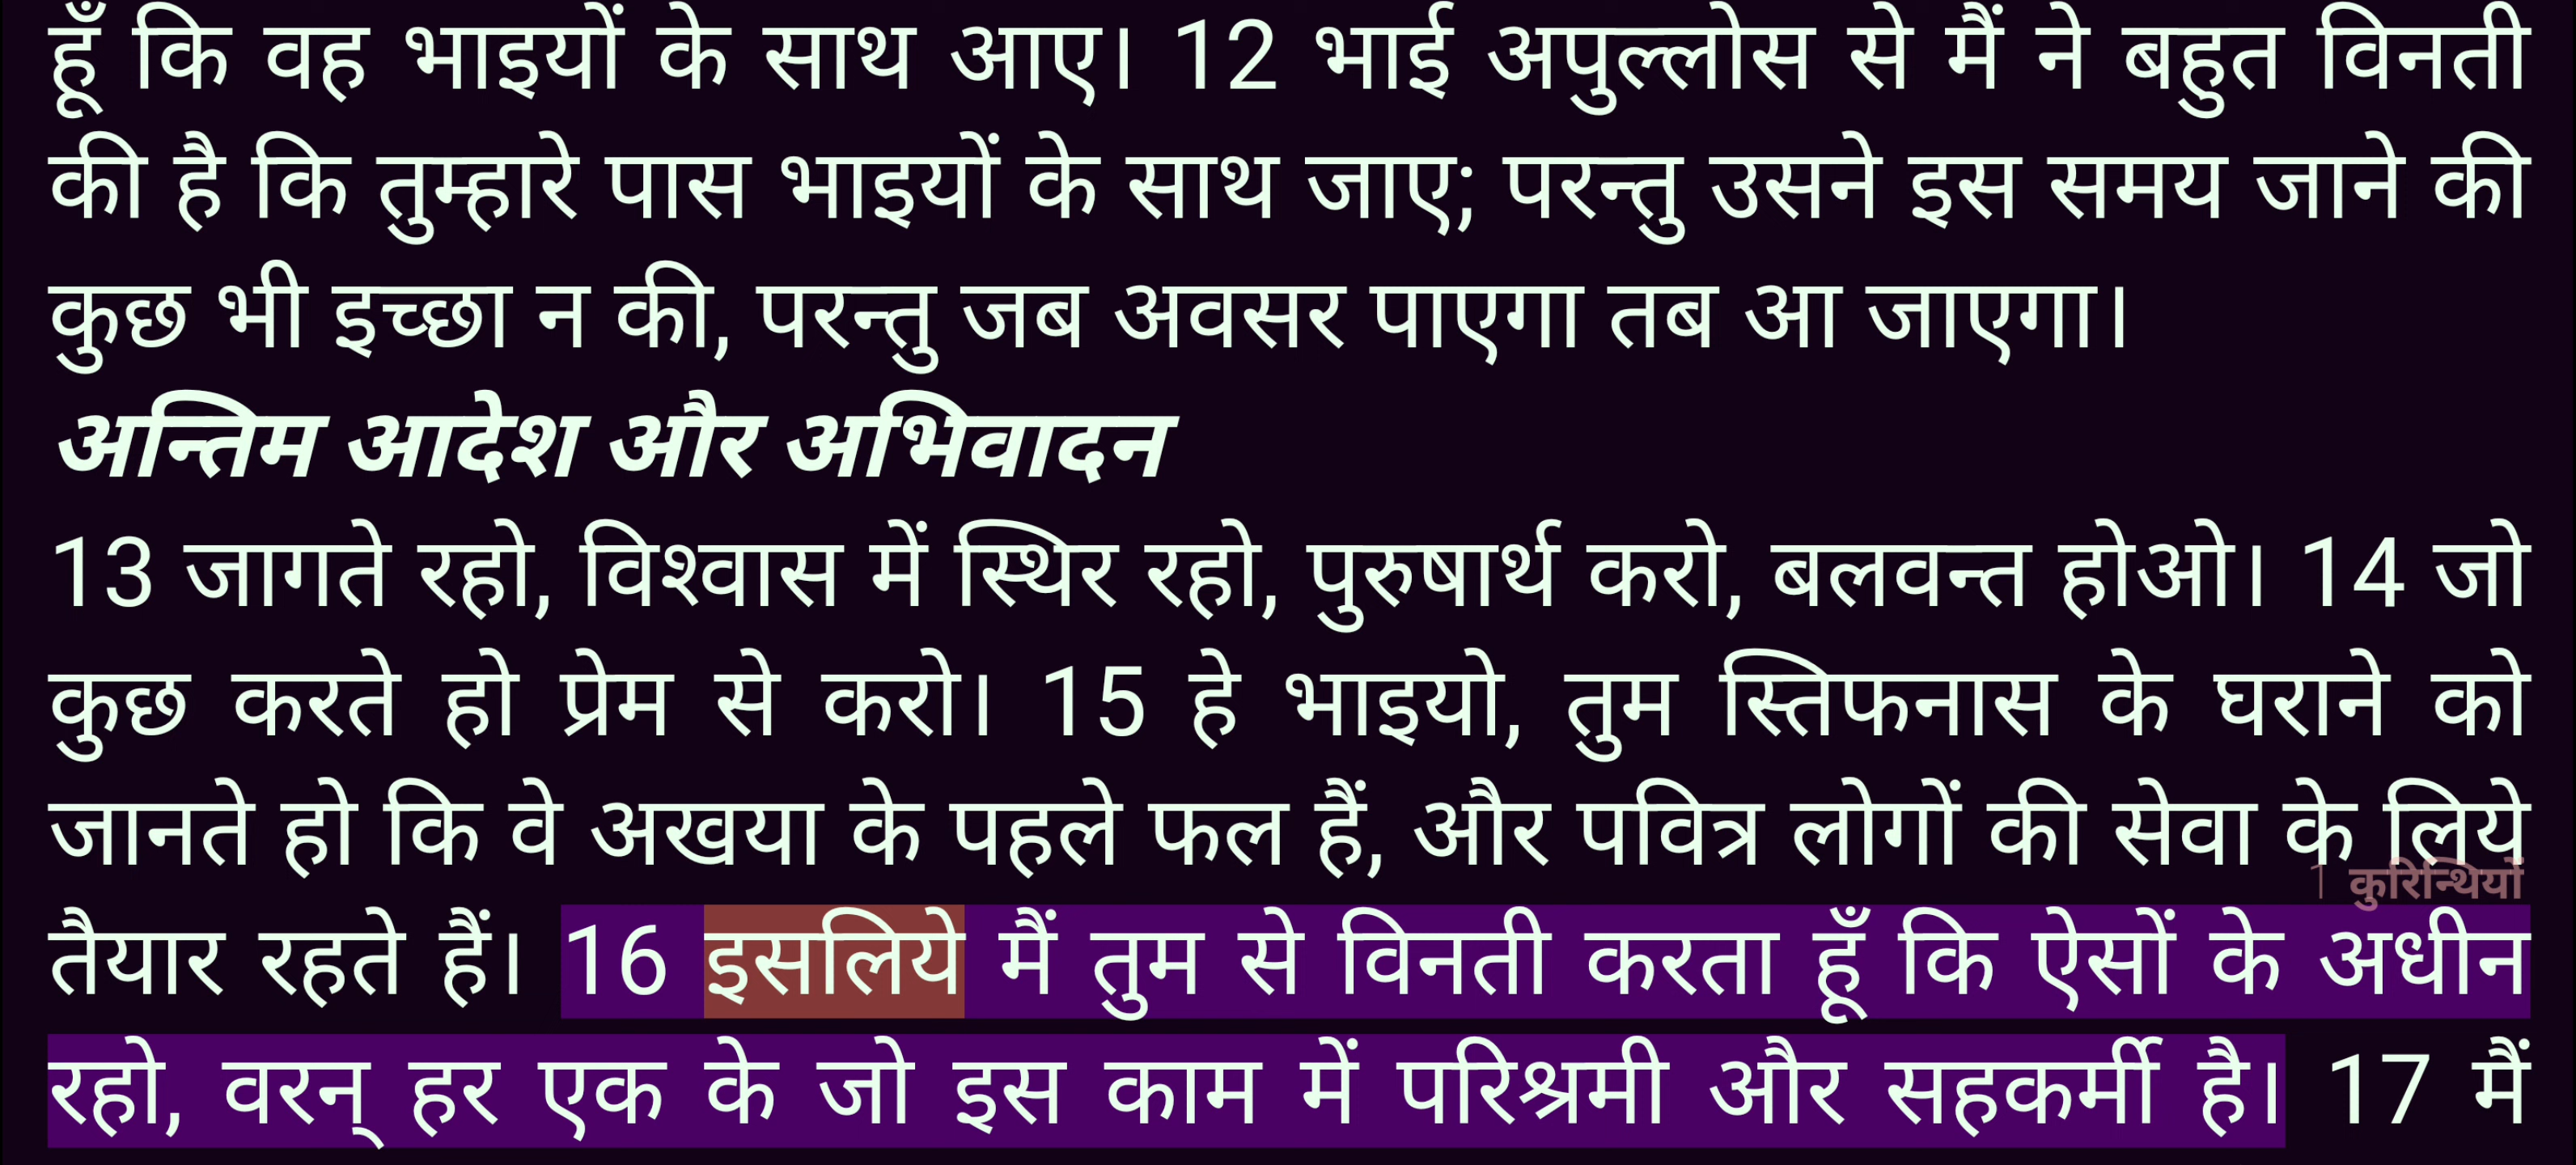 हूँ कि वह भाइयों के साथ आए। 12 भाई अपुल्लोस से मैं ने बहुत विनती
की है कि तुम्हारे पास भाइयों के साथ जाए; परन्तु उसने इस समय जाने की
कुछ भी इच्छा न की, परन्तु जब अवसर पाएगा तब आ जाएगा।
अन्तिम आदेश और अभिवादन
13 जागते रहो, विश्वास में स्थिर रहो, पुरुषार्थ करो, बलवन्त होओ। 14 जो
कुछ करते हो प्रेम से करो। 15 हे भाइयो, तुम स्तिफनास के घराने को
जानते हो कि वे अखया के पहले फल हैं, और पवित्र लोगों की सेवा के लिये
1 कुरिन्थियों
तैयार रहते हैं। 16 इसलिये मैं तुम से विनती करता हूँ कि ऐसों के अधीन
रहो, वरन् हर एक के जो इस काम में परिश्रमी और सहकर्मी है। 17 मैं